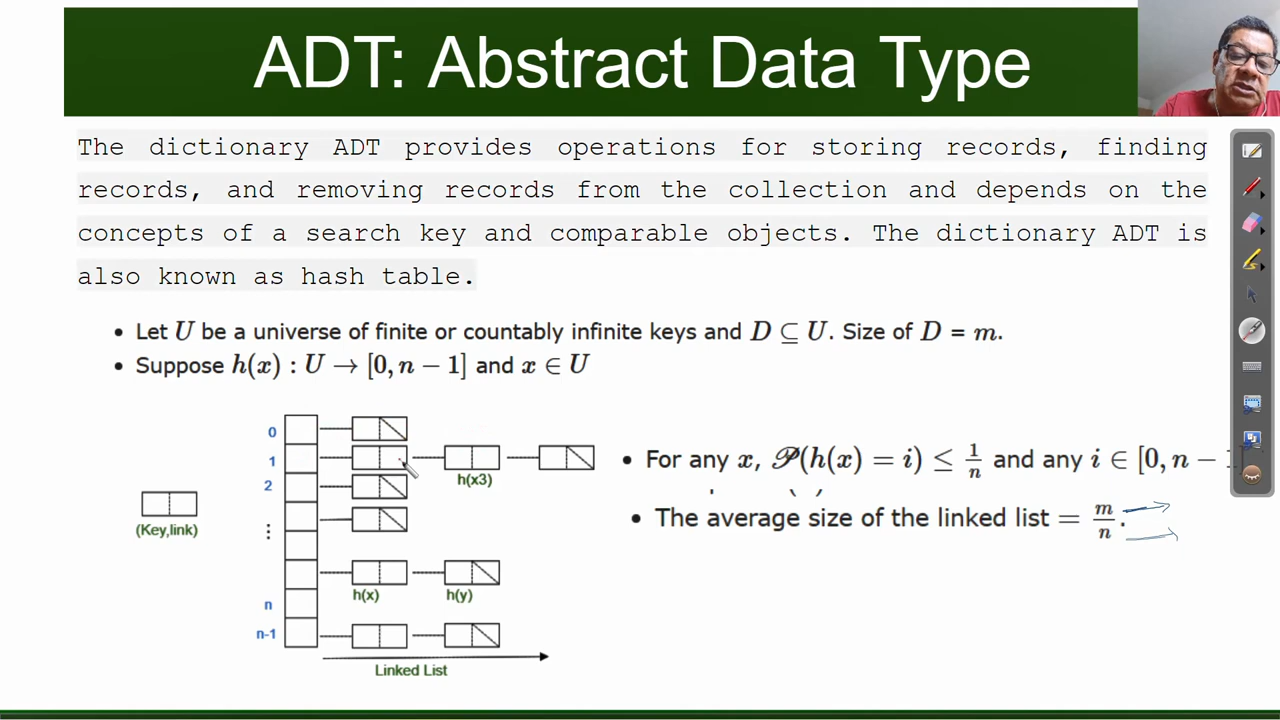 ADT: Abstract Data Type
The dictionary ADT provides operations for storing records, finding
records, and removing records from the collection and depends on the
concepts of a search key and comparable objects. The dictionary ADT is
also known as hash table.
• Let U be a universe of finite or countably infinite keys and D ⊆ U. Size of D = m.
• Suppose h(x) : U → [0, n − 1] and x ∈ U
0
1
2
⋮
n
n-1
(Key,link)
h(x3)
h(x)
h(y)
Linked List
• For any x, 𝒫(h(x) = i) ≤ 1/n and any i ∈ [0, n −
• The average size of the linked list = m/n.